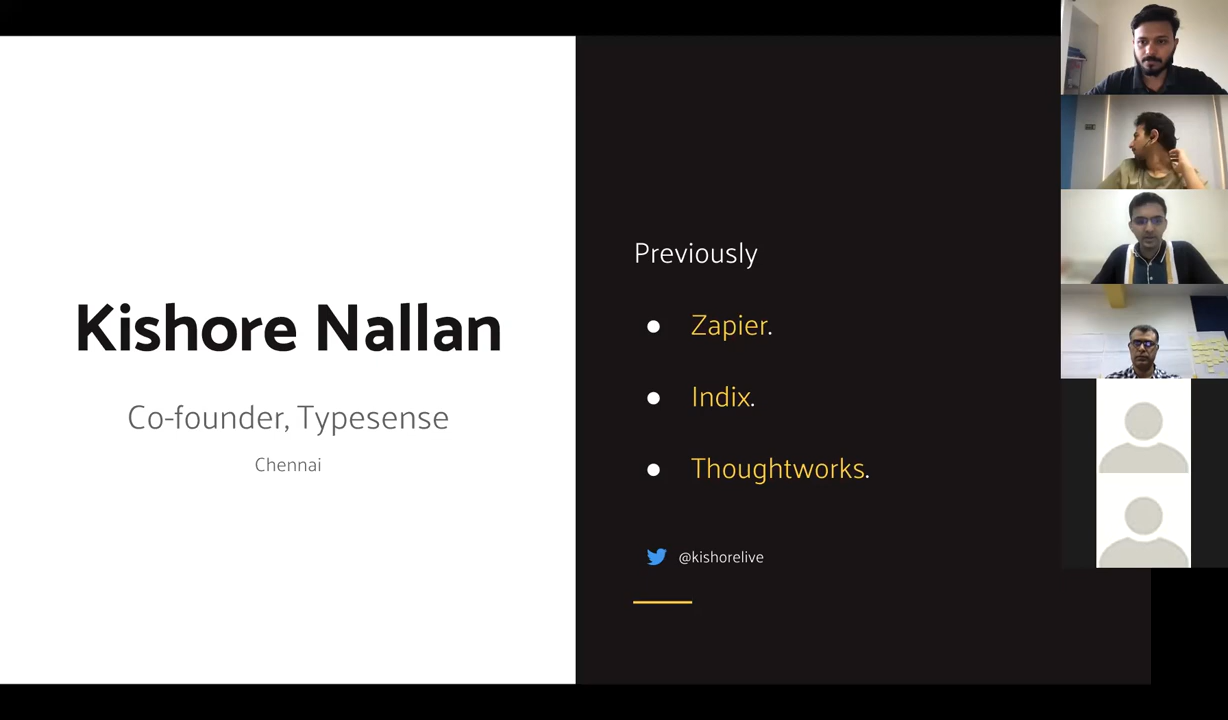 Kishore Nallan
Co-founder, Typesense
Chennai
Previously
Zapier.
Indix.
Thoughtworks.
@kishorelive